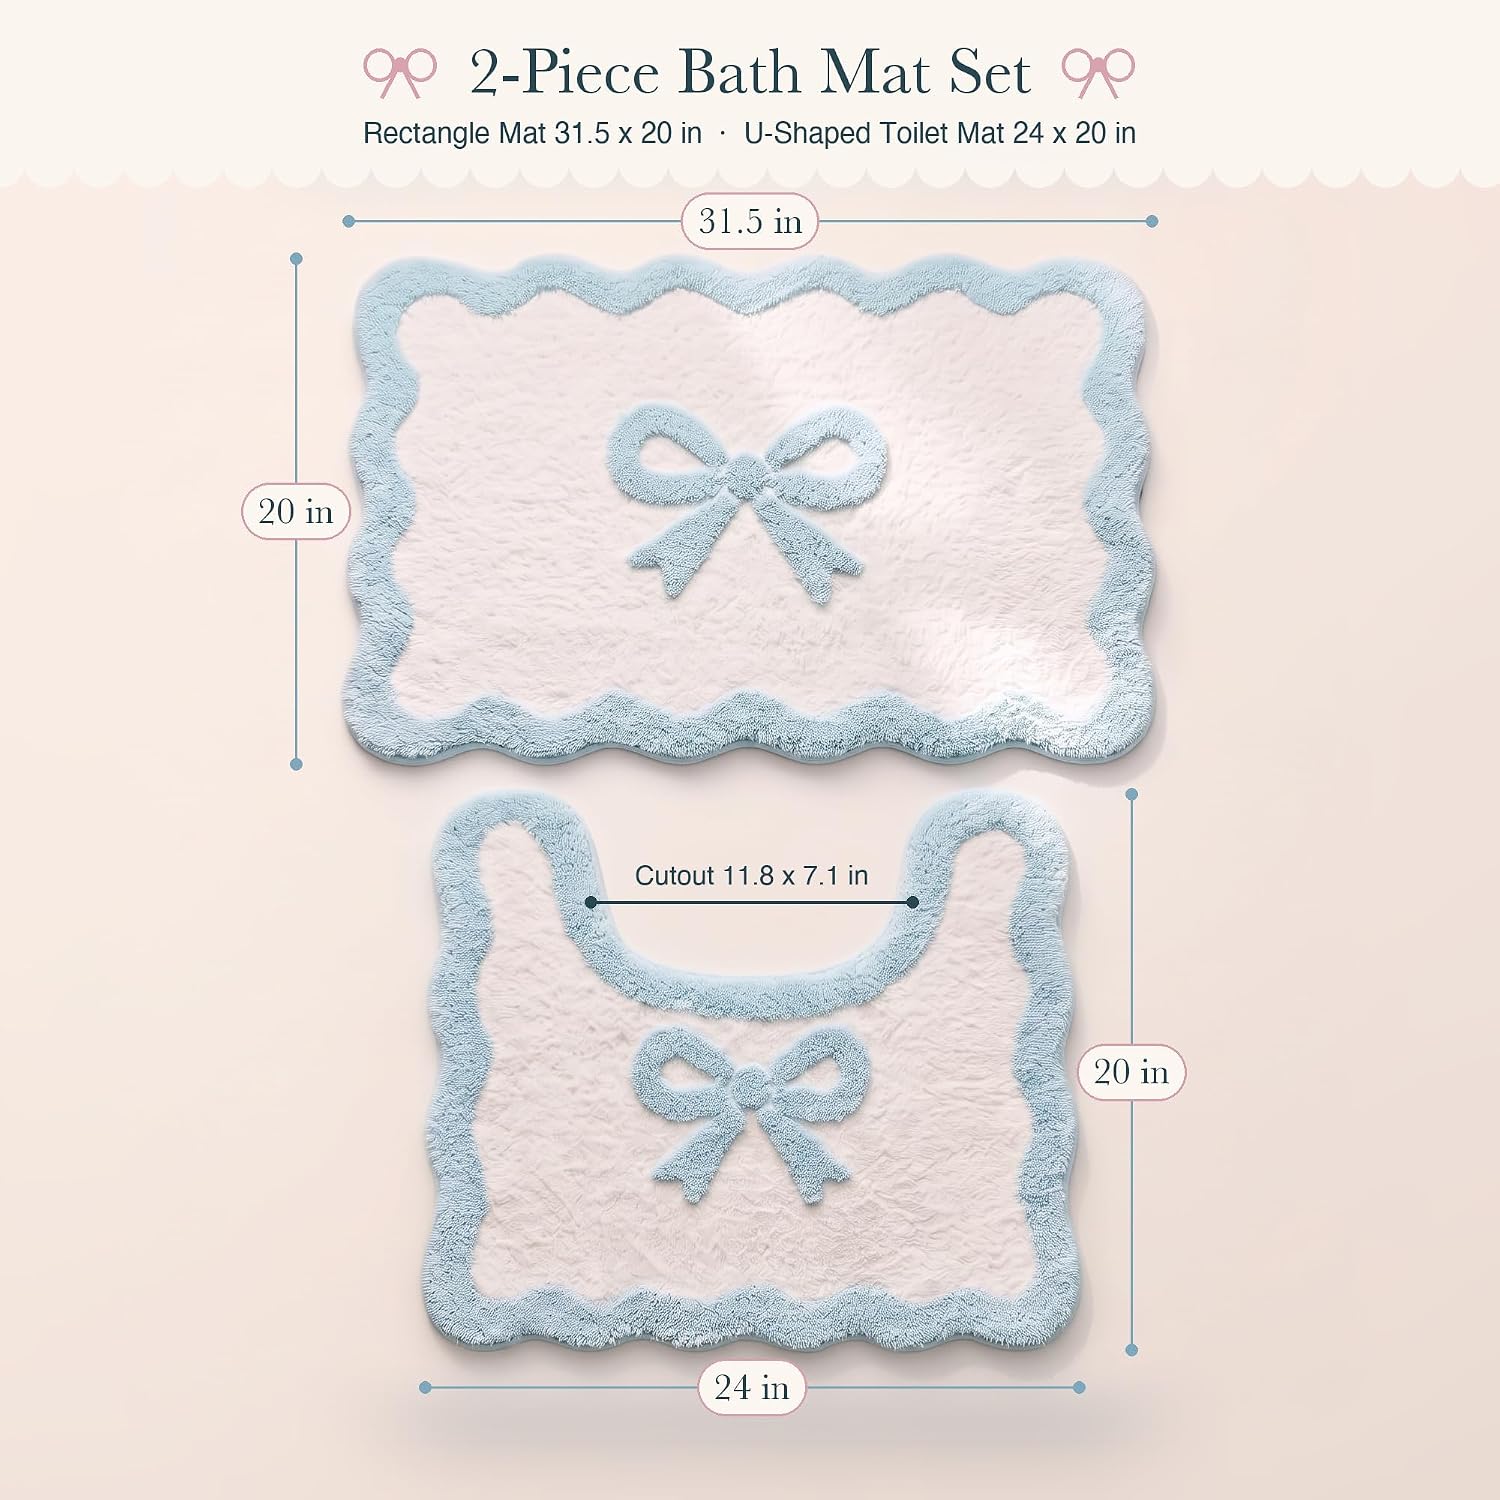 2-Piece Bath Mat Set
Rectangle Mat 31.5 x 20 in · U-Shaped Toilet Mat 24 x 20 in
31.5 in
20 in
Cutout 11.8 x 7.1 in
20 in
24 in